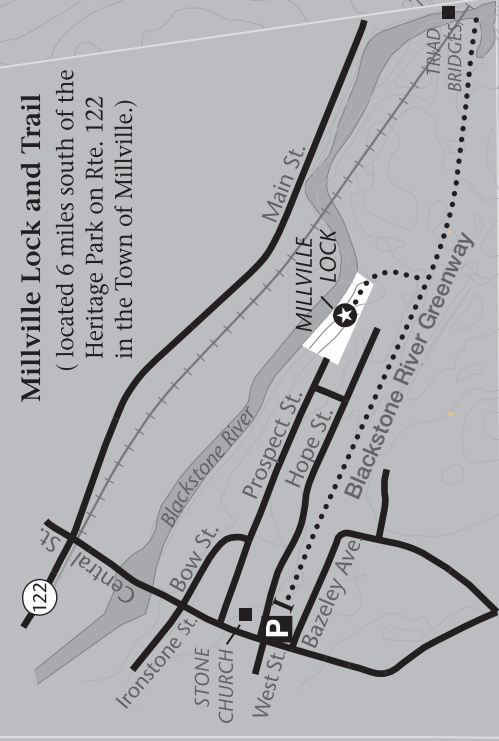 Millville Lock and Trail
( located 6 miles south of the
Heritage Park on Rte. 122
in the Town of Millville.)
122
Main St.
Central St.
MILLVILLE
LOCK
TRIAD
BRIDGES
Blackstone River
Blackstone River Greenway
Prospect St.
Hope St.
Bow St.
Ironstone St.
STONE
CHURCH
West St.
P
Bazeley Ave.